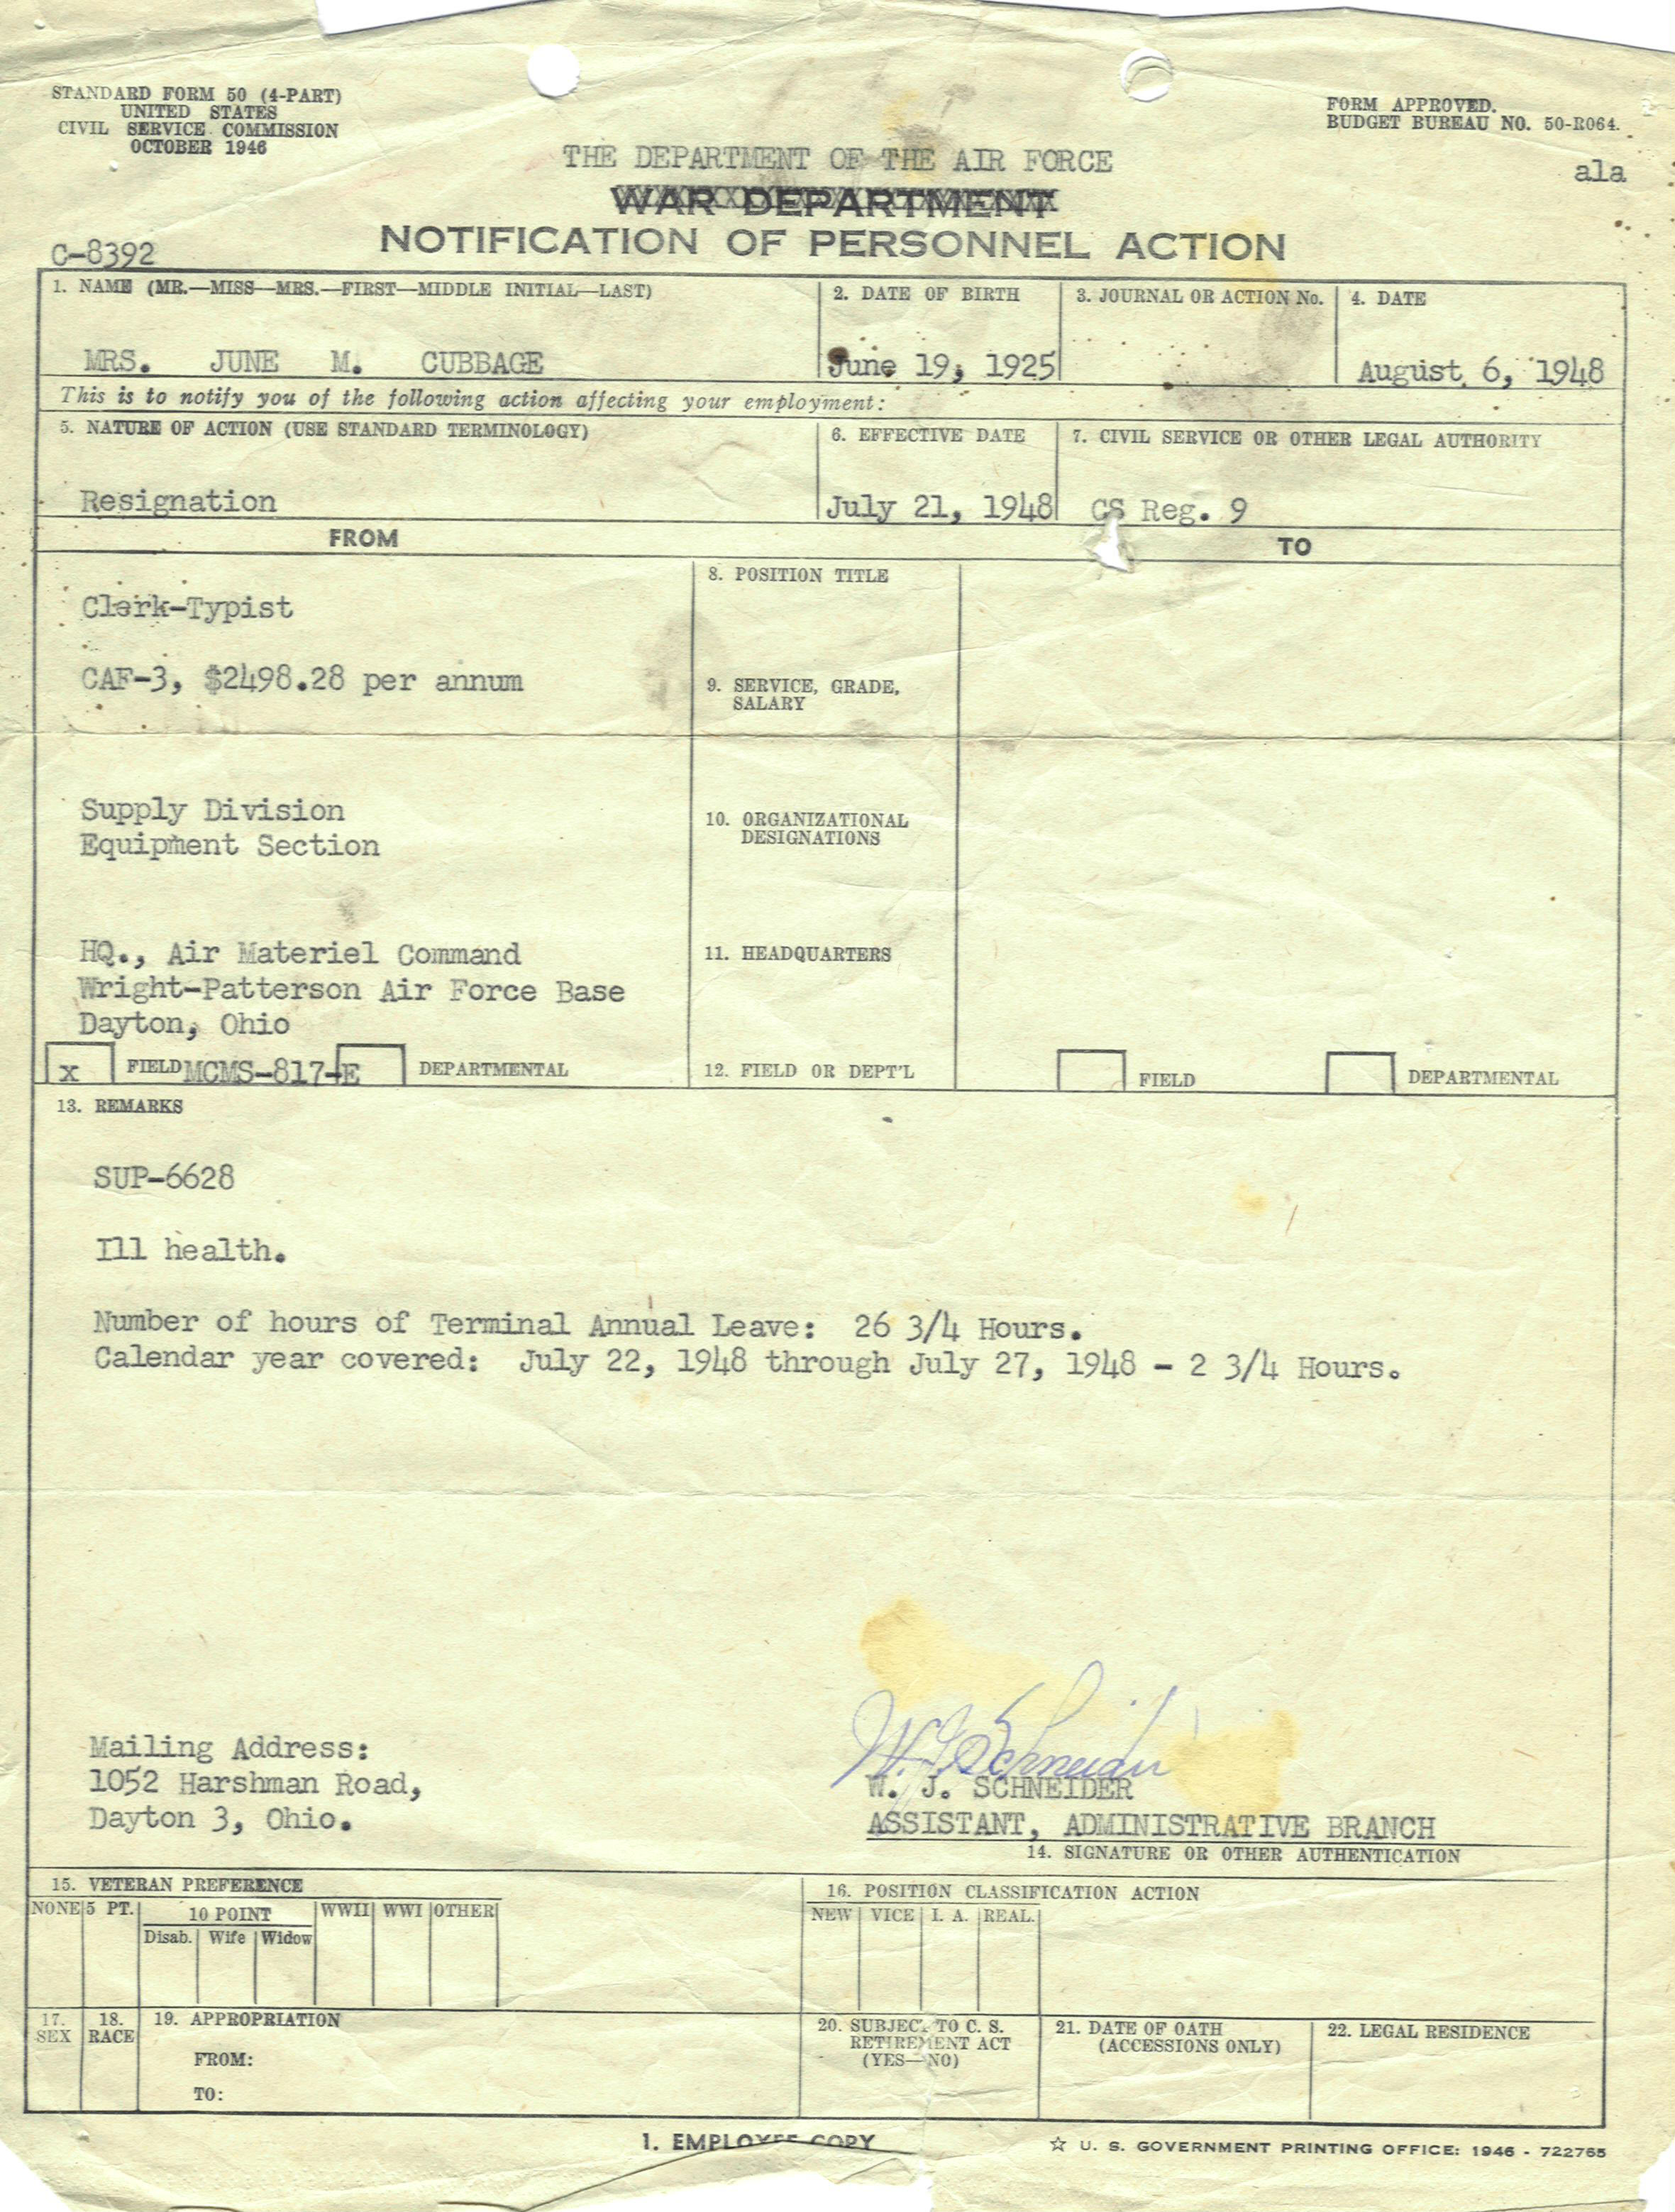 STANDARD FORM 50 (4-PART)
UNITED STATES
CIVIL SERVICE COMMISSION
OCTOBER 1946
FORM APPROVED.
BUDGET BUREAU NO. 50-R064.
ala
THE DEPARTMENT OF THE AIR FORCE
WAR DEPARTMENT
NOTIFICATION OF PERSONNEL ACTION
C-8392
1. NAME (MR.—MISS—MRS.—FIRST—MIDDLE INITIAL—LAST)
2. DATE OF BIRTH
3. JOURNAL OR ACTION No.
4. DATE
MRS. JUNE M. CUBBAGE
June 19, 1925
August 6, 1948
This is to notify you of the following action affecting your employment:
5. NATURE OF ACTION (USE STANDARD TERMINOLOGY)
6. EFFECTIVE DATE
7. CIVIL SERVICE OR OTHER LEGAL AUTHORITY
Resignation
July 21, 1948
CS Reg. 9
FROM
TO
8. POSITION TITLE
Clerk-Typist
CAF-3, $2498.28 per annum
9. SERVICE, GRADE,
SALARY
Supply Division
Equipment Section
10. ORGANIZATIONAL
DESIGNATIONS
HQ., Air Materiel Command
Wright-Patterson Air Force Base
Dayton, Ohio
11. HEADQUARTERS
x FIELD MCMS-817-E DEPARTMENTAL
12. FIELD OR DEPT'L
FIELD
DEPARTMENTAL
13. REMARKS
SUP-6628
Ill health.
Number of hours of Terminal Annual Leave: 26 3/4 Hours.
Calendar year covered: July 22, 1948 through July 27, 1948 - 2 3/4 Hours.
Mailing Address:
1052 Harshman Road,
Dayton 3, Ohio.
W. J. Schneider
W. J. SCHNEIDER
ASSISTANT, ADMINISTRATIVE BRANCH
14. SIGNATURE OR OTHER AUTHENTICATION
15. VETERAN PREFERENCE
NONE 5 PT. 10 POINT WWII WWI OTHER
Disab. Wife Widow
16. POSITION CLASSIFICATION ACTION
NEW VICE I. A. REAL.
17.
SEX
18.
RACE
19. APPROPRIATION
FROM:
TO:
20. SUBJECT TO C. S.
RETIREMENT ACT
(YES—NO)
21. DATE OF OATH
(ACCESSIONS ONLY)
22. LEGAL RESIDENCE
1. EMPLOYEE COPY
☆ U. S. GOVERNMENT PRINTING OFFICE: 1946 - 722765